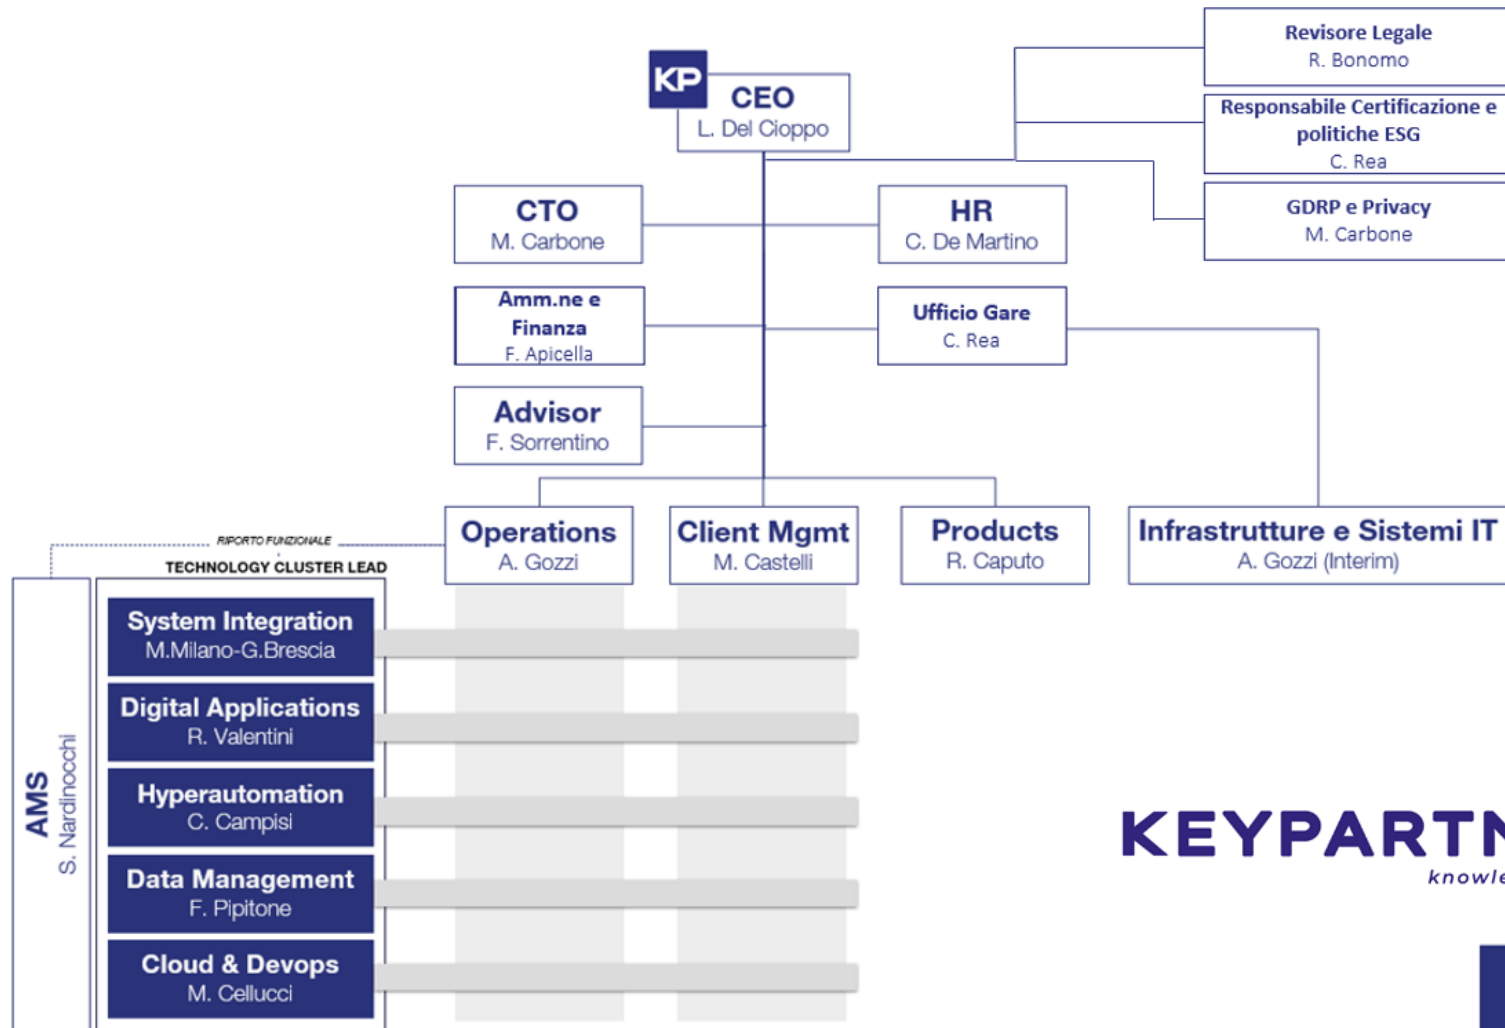 Revisore Legale
R. Bonomo
KP
CEO
L. Del Cioppo
Responsabile Certificazione e
politiche ESG
C. Rea
CTO
M. Carbone
HR
C. De Martino
GDRP e Privacy
M. Carbone
Amm.ne e
Finanza
F. Apicella
Ufficio Gare
C. Rea
Advisor
F. Sorrentino
Operations
A. Gozzi
Client Mgmt
M. Castelli
Products
R. Caputo
Infrastrutture e Sistemi IT
A. Gozzi (Interim)
RIPORTO FUNZIONALE
TECHNOLOGY CLUSTER LEAD
AMS
S. Nardinocchi
System Integration
M.Milano-G.Brescia
Digital Applications
R. Valentini
Hyperautomation
C. Campisi
Data Management
F. Pipitone
Cloud & Devops
M. Cellucci
KEYPARTN
knowle